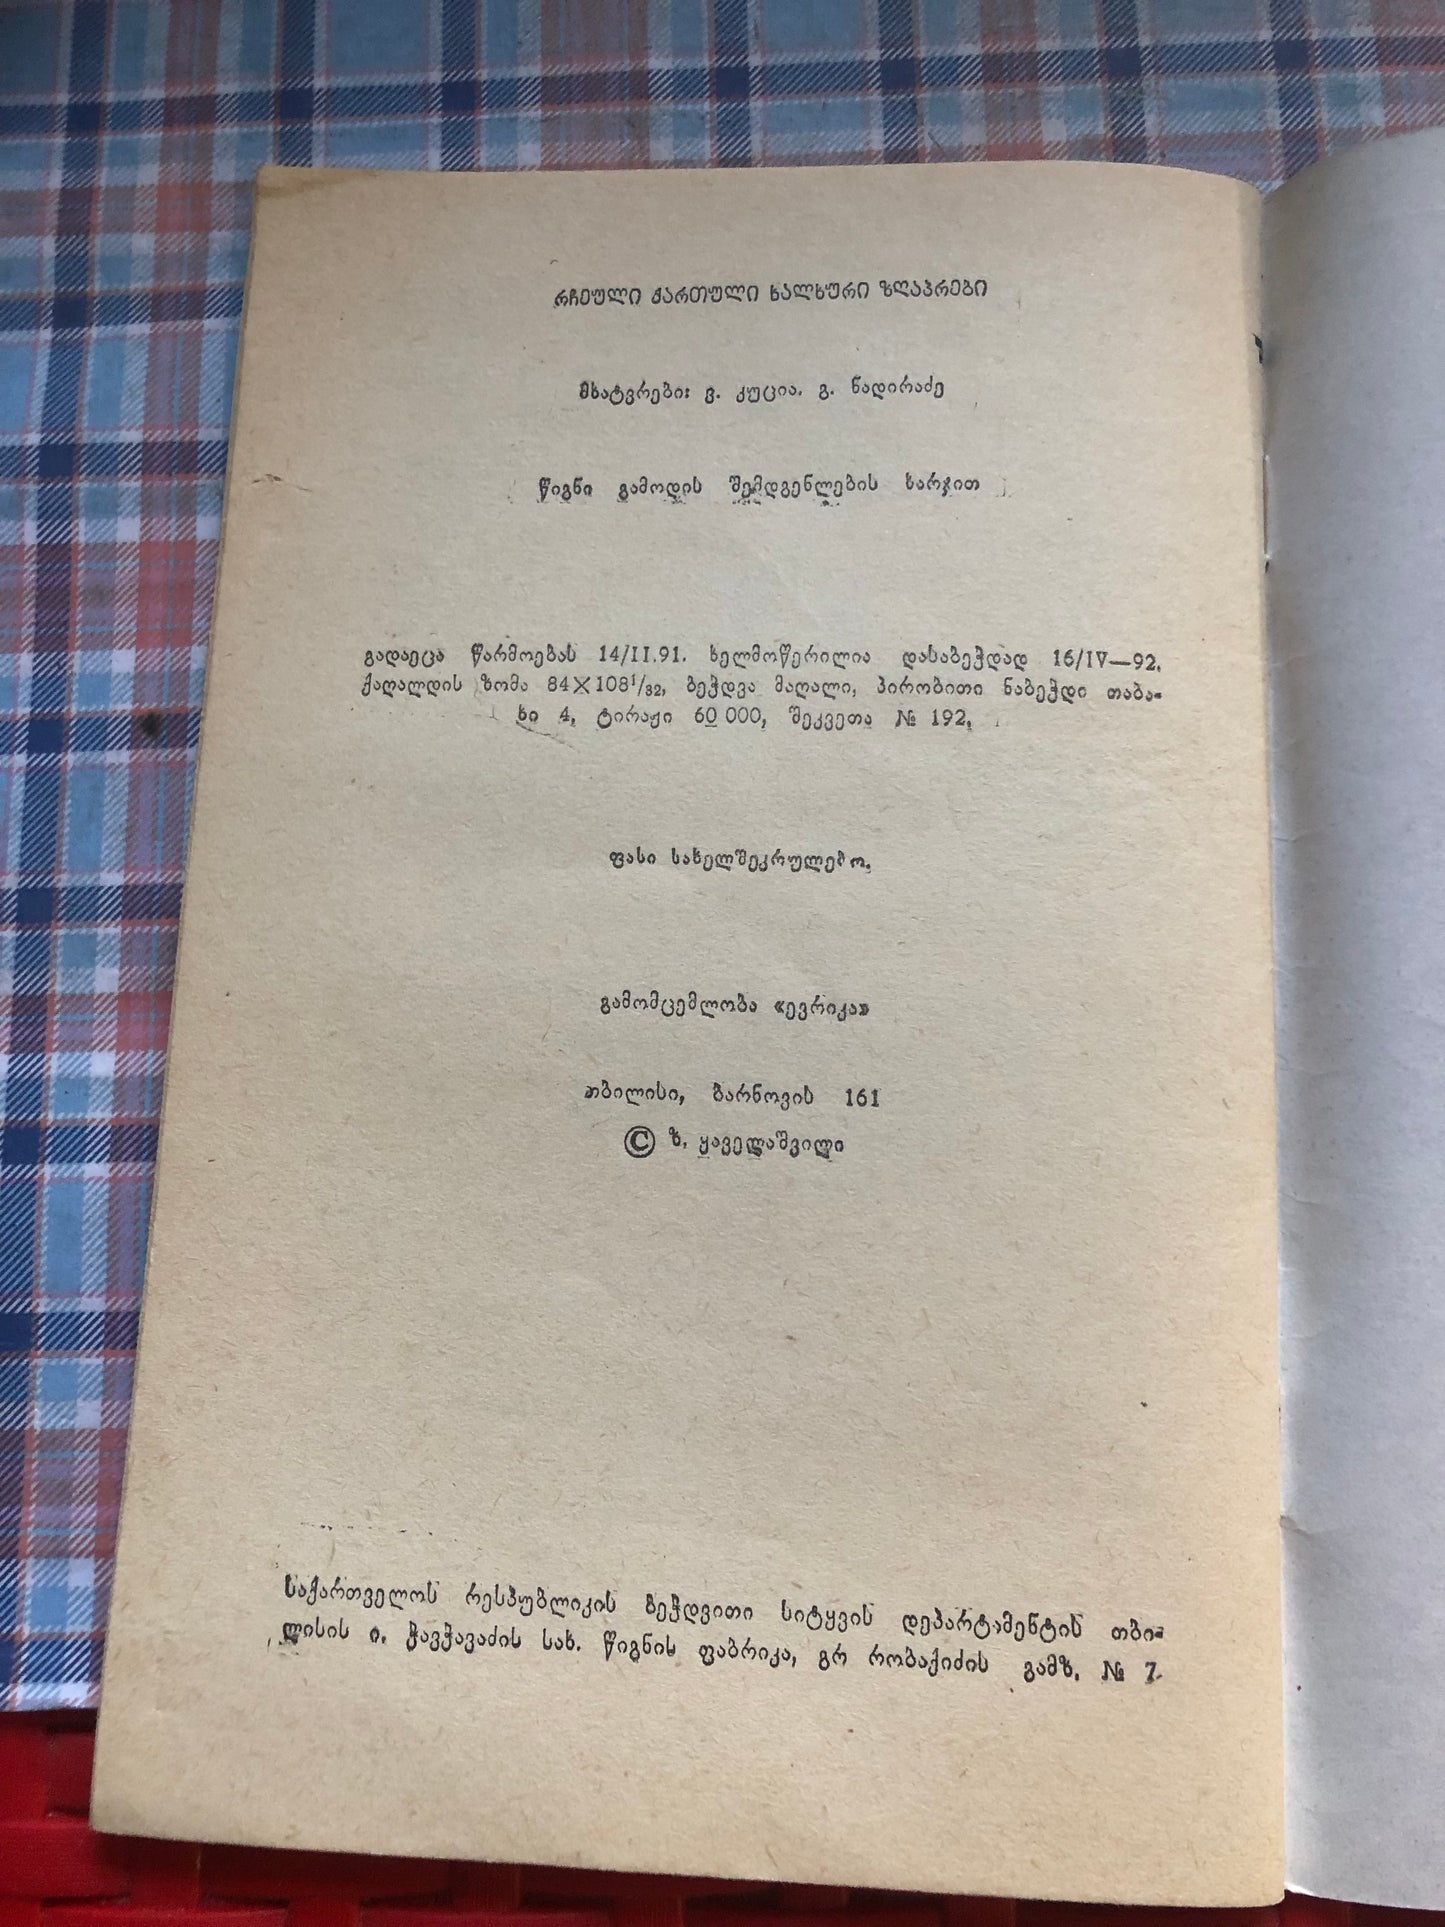 რჩეული ქართული ხალხური ზღაპრები
მხატვრები: ვ. კუცია. გ. ნადირაძე
წიგნი გამოდის შემდგენლების ხარჯით
გადაეცა წარმოებას 14/II.91. ხელმოწერილია დასაბეჭდად 16/IV—92.
ქაღალდის ზომა 84×108¹/₃₂, ბეჭდვა მაღალი, პირობითი ნაბეჭდი თაბა-
ხი 4, ტირაჟი 60 000, შეკვეთა № 192.
ფასი სახელშეკრულებო.
გამომცემლობა «ევრიკა»
თბილისი, ბარნოვის 161
© ზ. ყაველაშვილი
საქართველოს რესპუბლიკის ბეჭდვითი სიტყვის დეპარტამენტის თბი-
ლისის ი. ჭავჭავაძის სახ. წიგნის ფაბრიკა, გრ რობაქიძის გამზ. № 7